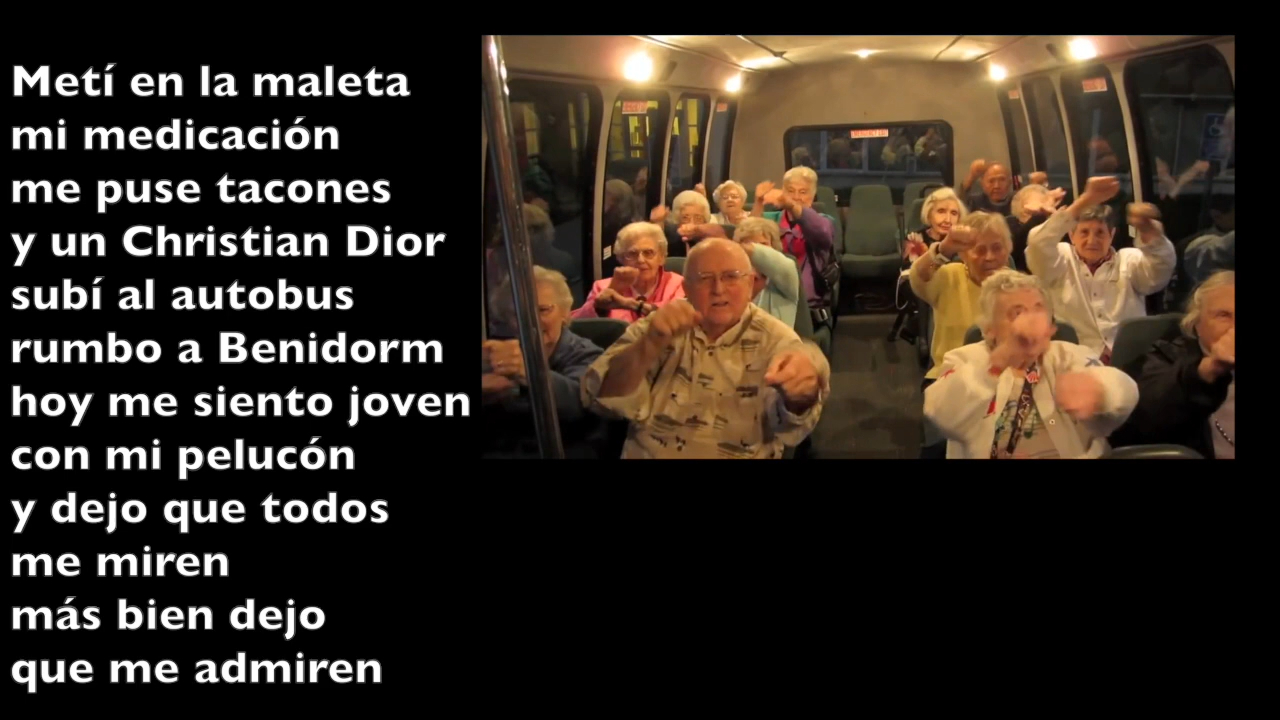 Metí en la maleta
mi medicación
me puse tacones
y un Christian Dior
subí al autobus
rumbo a Benidorm
hoy me siento joven
con mi pelucón
y dejo que todos
me miren
más bien dejo
que me admiren